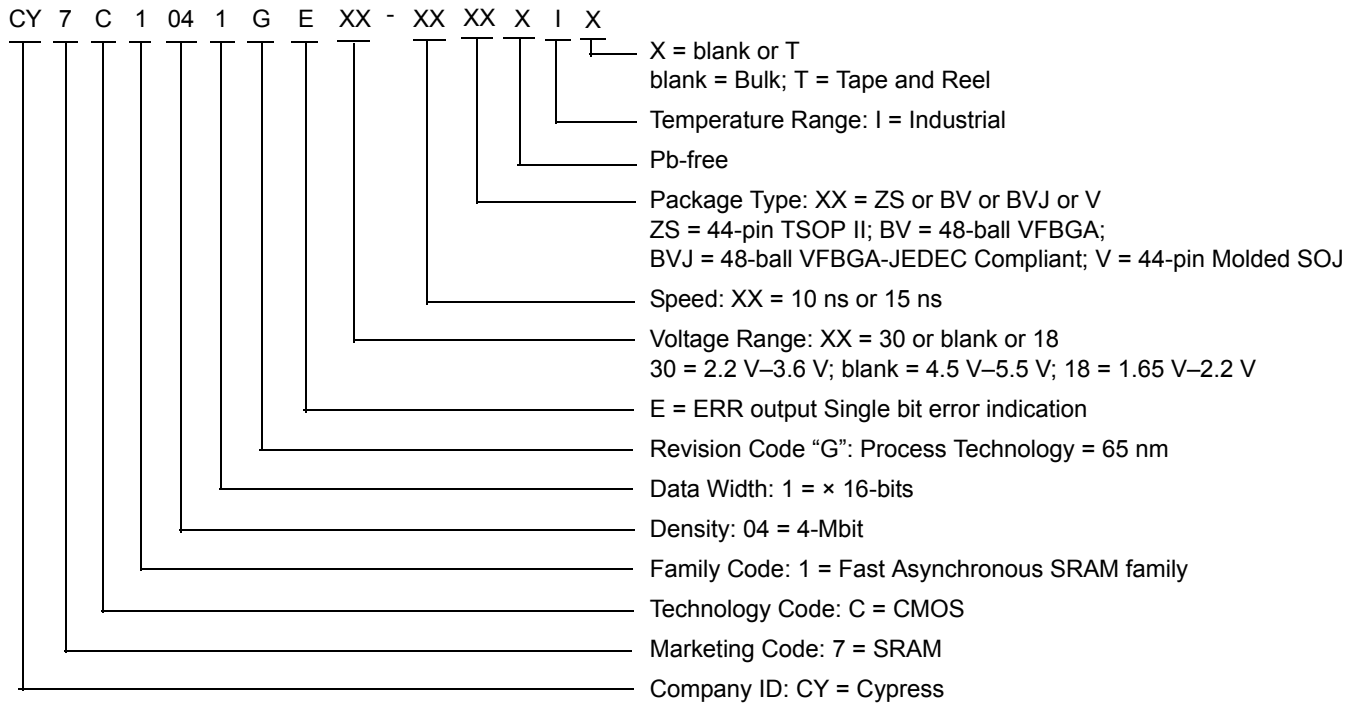 CY 7 C 1 04 1 G E XX - XX XX X I X
X = blank or T
blank = Bulk; T = Tape and Reel
Temperature Range: I = Industrial
Pb-free
Package Type: XX = ZS or BV or BVJ or V
ZS = 44-pin TSOP II; BV = 48-ball VFBGA;
BVJ = 48-ball VFBGA-JEDEC Compliant; V = 44-pin Molded SOJ
Speed: XX = 10 ns or 15 ns
Voltage Range: XX = 30 or blank or 18
30 = 2.2 V–3.6 V; blank = 4.5 V–5.5 V; 18 = 1.65 V–2.2 V
E = ERR output Single bit error indication
Revision Code “G”: Process Technology = 65 nm
Data Width: 1 = × 16-bits
Density: 04 = 4-Mbit
Family Code: 1 = Fast Asynchronous SRAM family
Technology Code: C = CMOS
Marketing Code: 7 = SRAM
Company ID: CY = Cypress